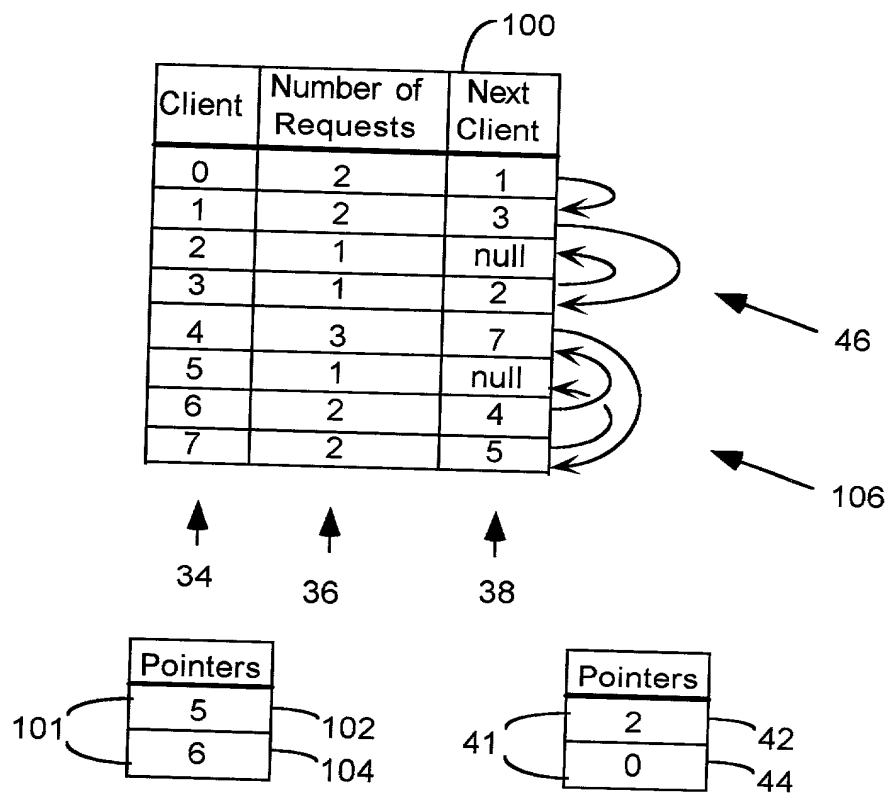 100
Client Number of Requests Next Client
0 2 1
1 2 3
2 1 null
3 1 2
4 3 7
5 1 null
6 2 4
7 2 5
46
106
34 36 38
Pointers
5
6
101
102
104
Pointers
2
0
41
42
44